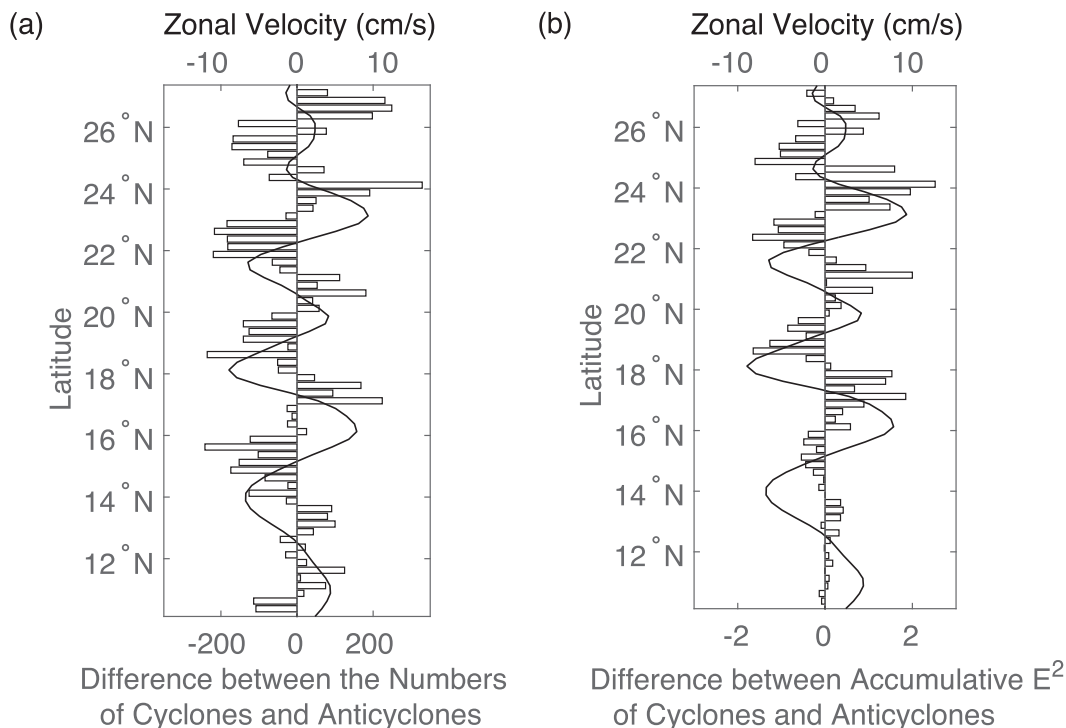 (a)
Zonal Velocity (cm/s)
-10 0 10
26°N
24°N
22°N
20°N
18°N
16°N
14°N
12°N
Latitude
-200 0 200
Difference between the Numbers
of Cyclones and Anticyclones
(b)
Zonal Velocity (cm/s)
-10 0 10
26°N
24°N
22°N
20°N
18°N
16°N
14°N
12°N
Latitude
-2 0 2
Difference between Accumulative E²
of Cyclones and Anticyclones